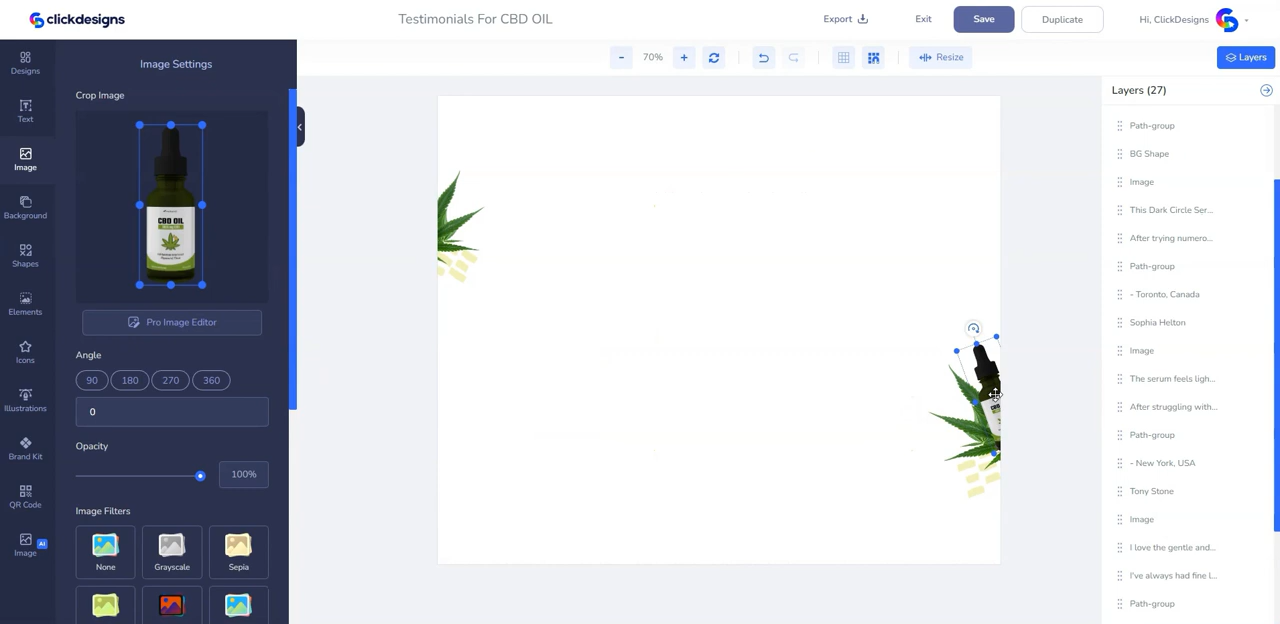 clickdesigns
Testimonials For CBD OIL
Export
Exit
Save
Duplicate
Hi, ClickDesigns
Designs
Text
Image
Background
Shapes
Elements
Icons
Illustrations
Brand Kit
QR Code
Image AI
Image Settings
Crop Image
CBD OIL
Pro Image Editor
Angle
90 180 270 360
0
Opacity
100%
Image Filters
None Grayscale Sepia
- 70% +
Resize
Layers
Layers (27)
Path-group
BG Shape
Image
This Dark Circle Ser...
After trying numero...
Path-group
- Toronto, Canada
Sophia Helton
Image
The serum feels ligh...
After struggling with...
Path-group
- New York, USA
Tony Stone
Image
I love the gentle and...
I've always had fine l...
Path-group